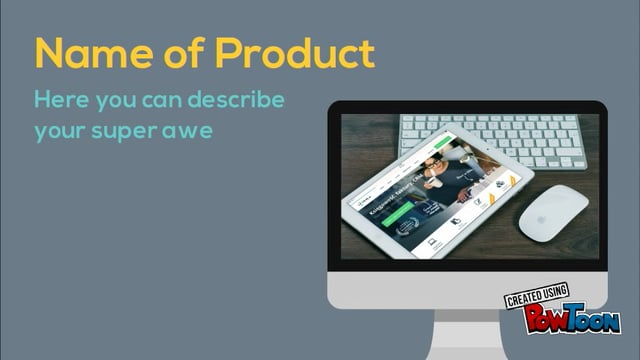 Name of Product
Here you can describe
your super awe
CREATED USING
POWTOON